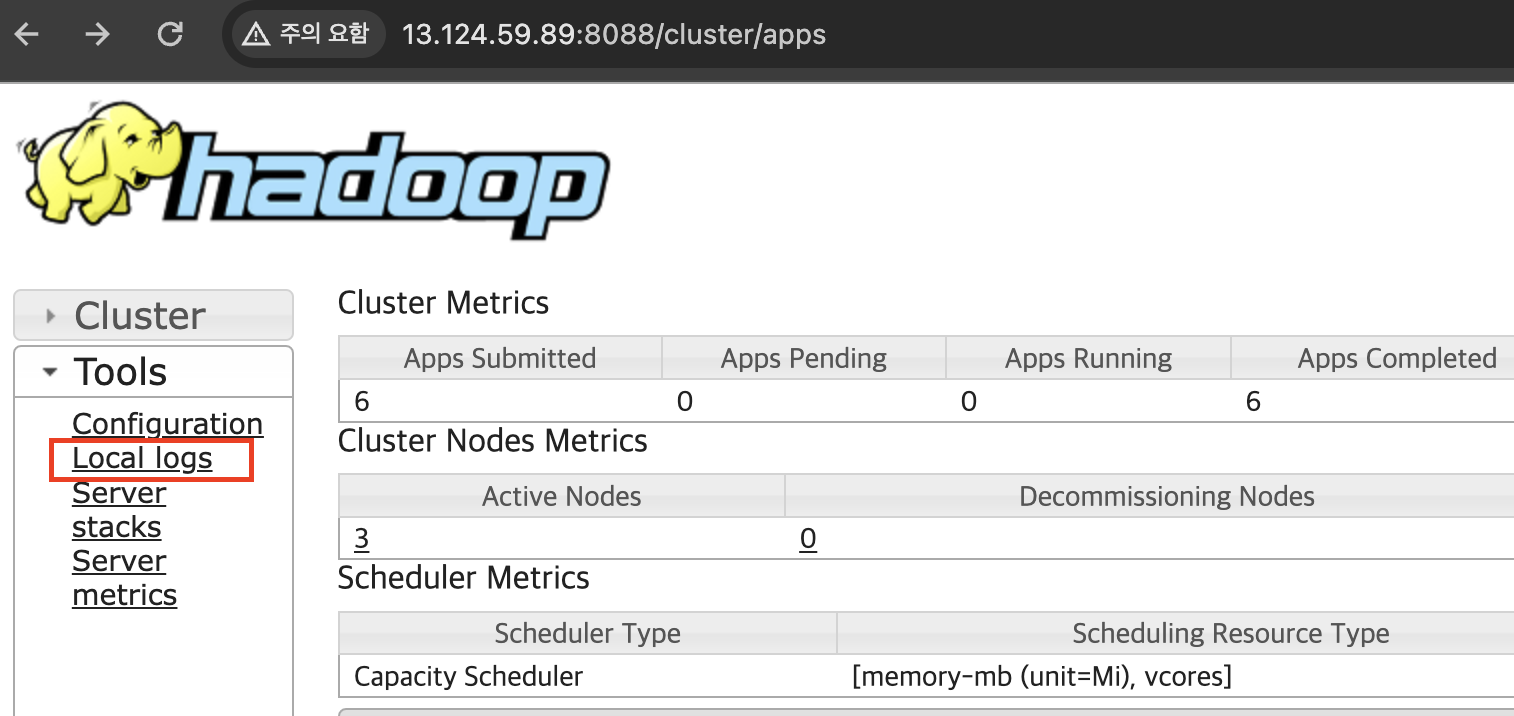 주의 요함 13.124.59.89:8088/cluster/apps
hadoop
Cluster
Tools
Configuration
Local logs
Server
stacks
Server
metrics
Cluster Metrics
Apps Submitted Apps Pending Apps Running Apps Completed
6 0 0 6
Cluster Nodes Metrics
Active Nodes Decommissioning Nodes
3 0
Scheduler Metrics
Scheduler Type Scheduling Resource Type
Capacity Scheduler [memory-mb (unit=Mi), vcores]